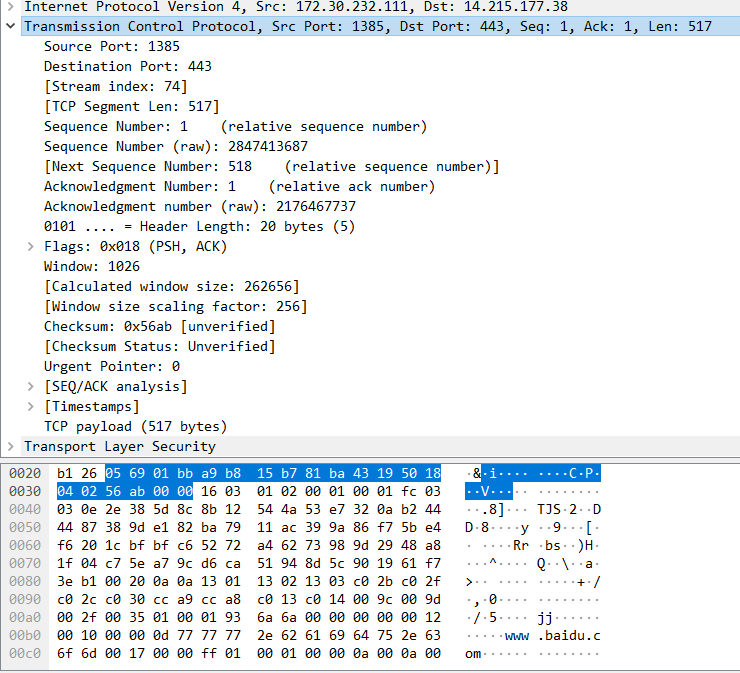 Internet Protocol Version 4, Src: 172.30.232.111, Dst: 14.215.177.38
Transmission Control Protocol, Src Port: 1385, Dst Port: 443, Seq: 1, Ack: 1, Len: 517
Source Port: 1385
Destination Port: 443
[Stream index: 74]
[TCP Segment Len: 517]
Sequence Number: 1    (relative sequence number)
Sequence Number (raw): 2847413687
[Next Sequence Number: 518    (relative sequence number)]
Acknowledgment Number: 1    (relative ack number)
Acknowledgment number (raw): 2176467737
0101 .... = Header Length: 20 bytes (5)
Flags: 0x018 (PSH, ACK)
Window: 1026
[Calculated window size: 262656]
[Window size scaling factor: 256]
Checksum: 0x56ab [unverified]
[Checksum Status: Unverified]
Urgent Pointer: 0
[SEQ/ACK analysis]
[Timestamps]
TCP payload (517 bytes)
Transport Layer Security
0020 b1 26 05 69 01 bb a9 b8 15 b7 81 ba 43 19 50 18 ·&·i···· ····C·P·
0030 04 02 56 ab 00 00 16 03 01 02 00 01 00 01 fc 03 ··V····· ········
0040 03 0e 2e 38 5d 8c 8b 12 54 4a 53 e7 32 0a b2 44 ··.8]··· TJS·2··D
0050 44 87 38 9d e1 82 ba 79 11 ac 39 9a 86 f7 5b e4 D·8····y ··9···[·
0060 f6 20 1c bf bf c6 52 72 a4 62 73 98 9d 29 48 a8 · ····Rr ·bs··)H·
0070 1f 04 c7 5e a7 9c d6 ca 51 94 8d 5c 90 19 61 f7 ···^···· Q··\··a·
0080 3e b1 00 20 0a 0a 13 01 13 02 13 03 c0 2b c0 2f >·· ···· ·····+·/
0090 c0 2c c0 30 cc a9 cc a8 c0 13 c0 14 00 9c 00 9d ·,·0···· ········
00a0 00 2f 00 35 01 00 01 93 6a 6a 00 00 00 00 00 12 ·/·5···· jj······
00b0 00 10 00 00 0d 77 77 77 2e 62 61 69 64 75 2e 63 ·····www .baidu.c
00c0 6f 6d 00 17 00 00 ff 01 00 01 00 00 0a 00 0a 00 om······ ········